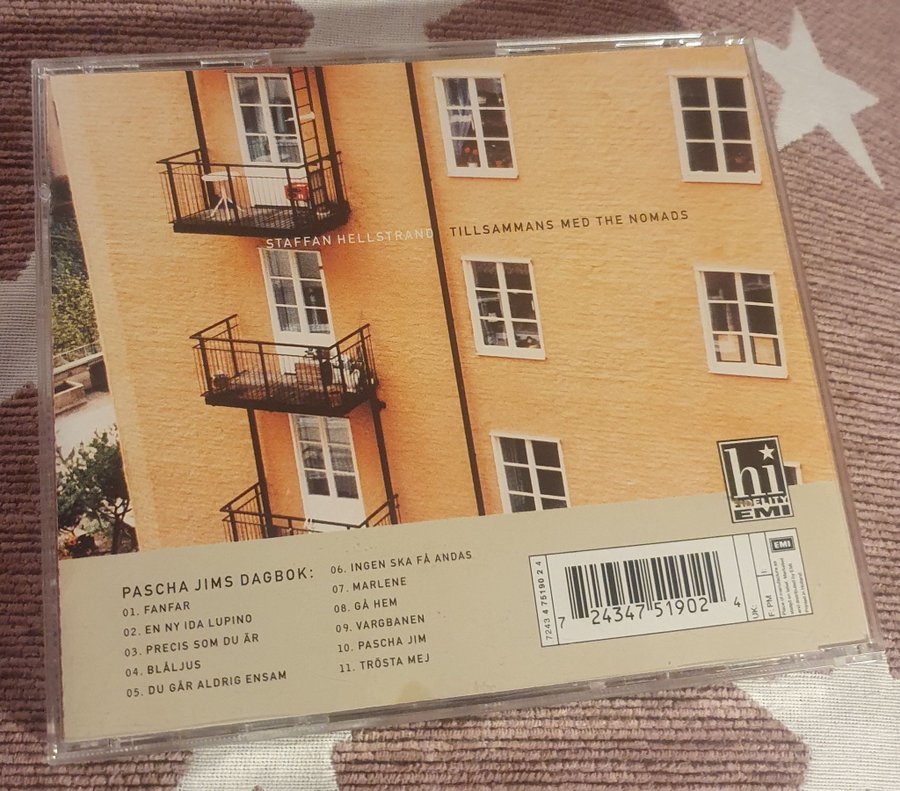 STAFFAN HELLSTRAND TILLSAMMANS MED THE NOMADS
hi
FIDELITY
EMI
PASCHA JIMS DAGBOK:
01. FANFAR
02. EN NY IDA LUPINO
03. PRECIS SOM DU ÄR
04. BLÅLJUS
05. DU GÅR ALDRIG ENSAM
06. INGEN SKA FÅ ANDAS
07. MARLENE
08. GÅ HEM
09. VARGBANEN
10. PASCHA JIM
11. TRÖSTA MEJ
7243 4 75190 2 4
7 24347 51902 4
UK:
F: PM
EMI